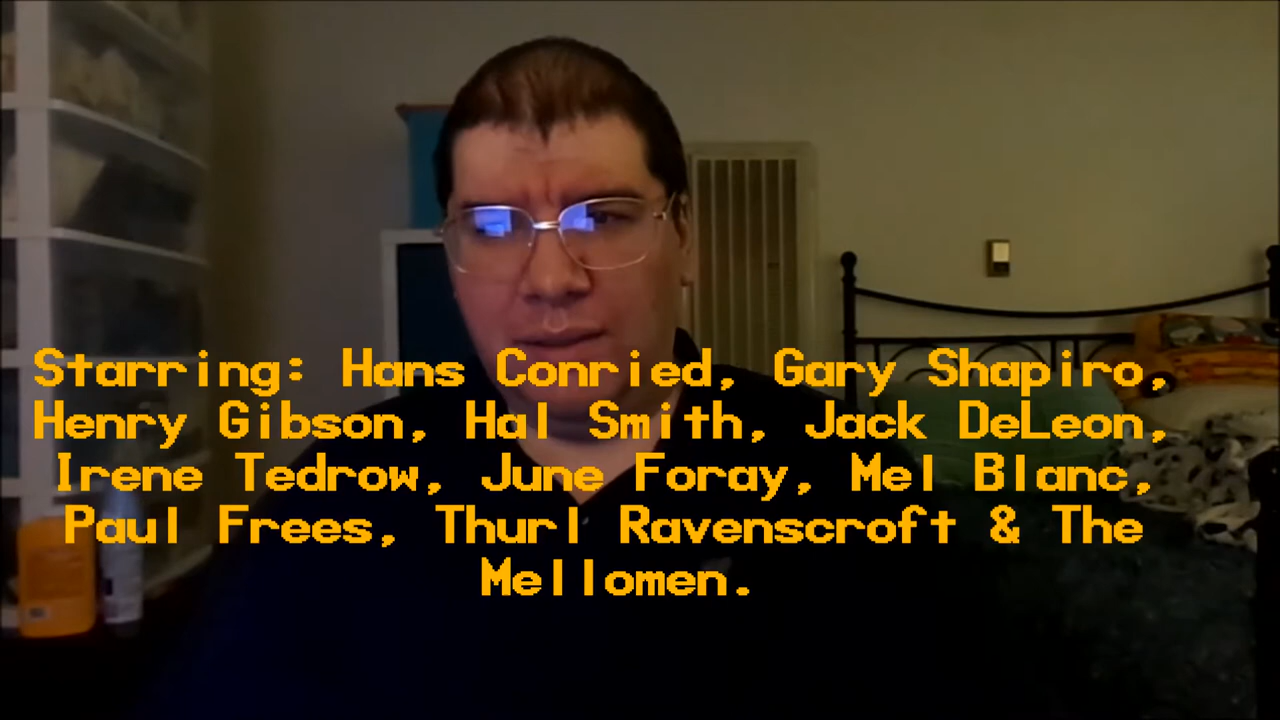 Starring: Hans Conried, Gary Shapiro,
Henry Gibson, Hal Smith, Jack DeLeon,
Irene Tedrow, June Foray, Mel Blanc,
Paul Frees, Thurl Ravenscroft & The
Mellomen.